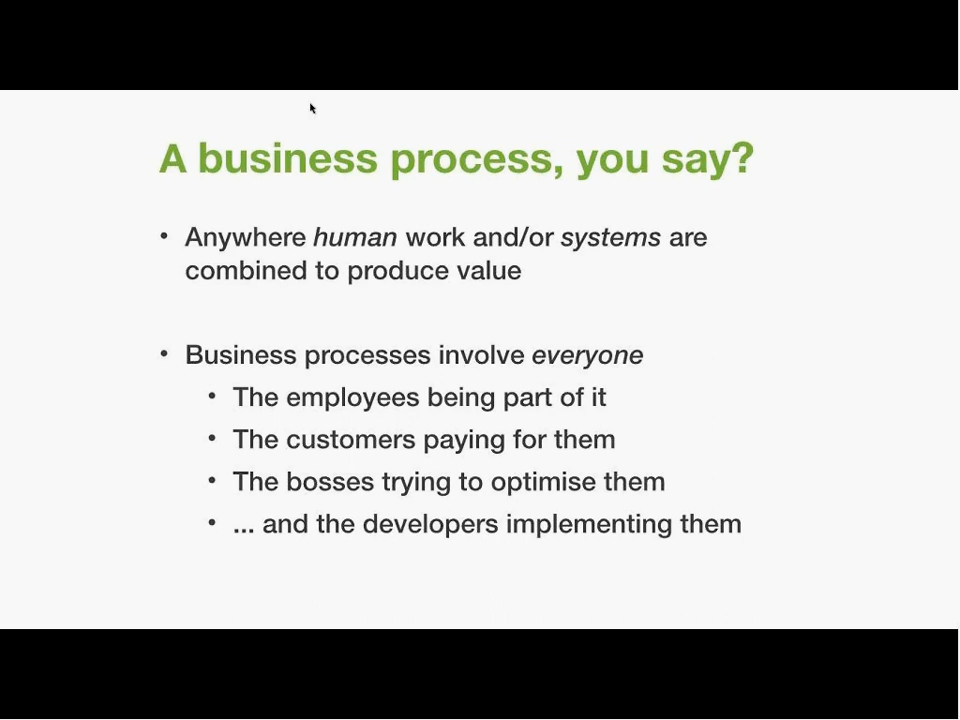 A business process, you say?
• Anywhere human work and/or systems are
combined to produce value
• Business processes involve everyone
• The employees being part of it
• The customers paying for them
• The bosses trying to optimise them
• ... and the developers implementing them